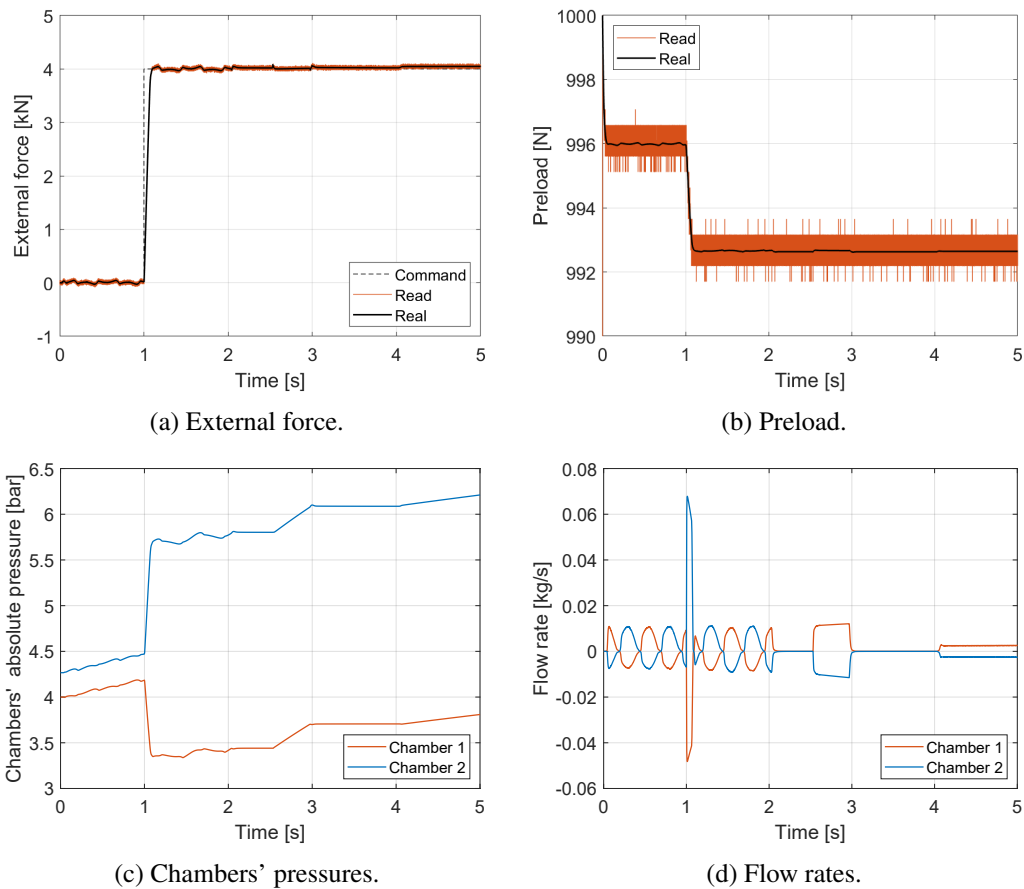 5
4
3
2
1
0
-1
External force [kN]
0
1
2
3
4
5
Time [s]
Command
Read
Real
(a) External force.
1000
998
996
994
992
990
Preload [N]
0
1
2
3
4
5
Time [s]
Read
Real
(b) Preload.
6.5
6
5.5
5
4.5
4
3.5
3
Chambers' absolute pressure [bar]
0
1
2
3
4
5
Time [s]
Chamber 1
Chamber 2
(c) Chambers' pressures.
0.08
0.06
0.04
0.02
0
-0.02
-0.04
-0.06
Flow rate [kg/s]
0
1
2
3
4
5
Time [s]
Chamber 1
Chamber 2
(d) Flow rates.